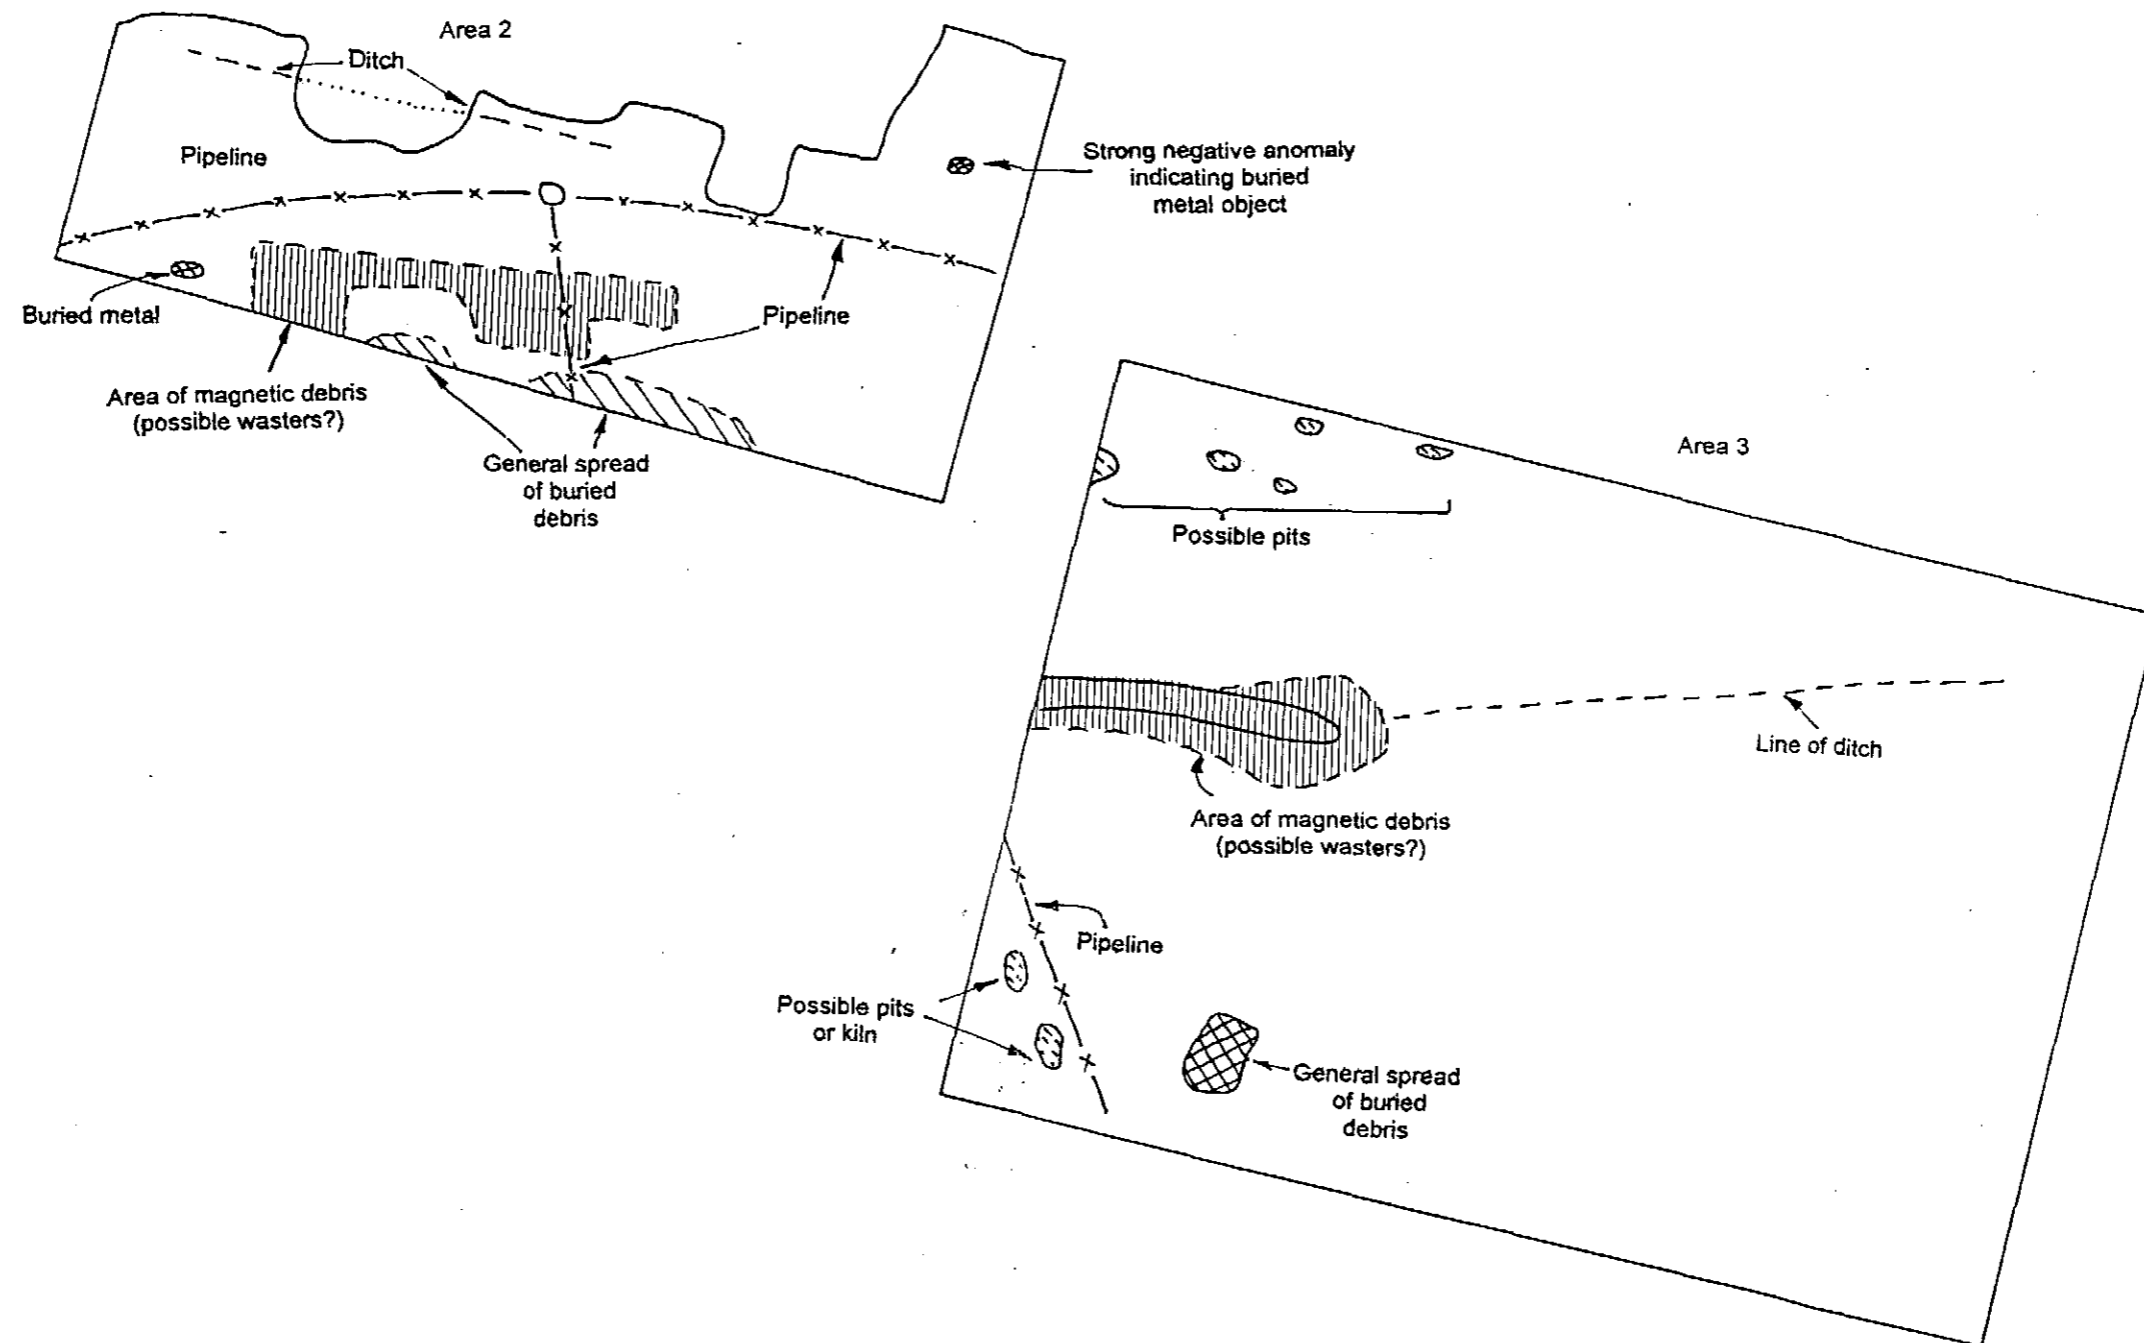 Area 2
Ditch
Pipeline
Strong negative anomaly
indicating buried
metal object
Buried metal
Pipeline
Area of magnetic debris
(possible wasters?)
General spread
of buried
debris
Area 3
Possible pits
Line of ditch
Area of magnetic debris
(possible wasters?)
Pipeline
Possible pits
or kiln
General spread
of buried
debris